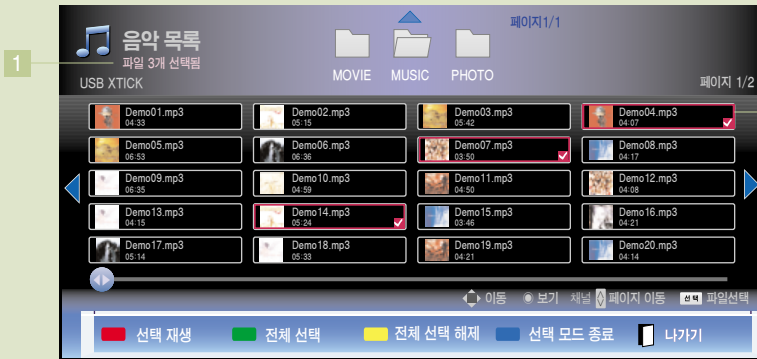 페이지1/1
음악 목록
1
파일 3개 선택됨
USB XTICK
MOVIE MUSIC PHOTO
페이지 1/2
Demo01.mp3 Demo02.mp3 Demo03.mp3 Demo04.mp3
04:33 05:15 05:42 04:07
Demo05.mp3 Demo06.mp3 Demo07.mp3 Demo08.mp3
06:53 06:36 03:50 04:17
Demo09.mp3 Demo10.mp3 Demo11.mp3 Demo12.mp3
06:35 04:59 04:50 04:08
Demo13.mp3 Demo14.mp3 Demo15.mp3 Demo16.mp3
04:15 05:24 03:46 04:21
Demo17.mp3 Demo18.mp3 Demo19.mp3 Demo20.mp3
05:14 05:33 04:21 04:14
이동 보기 채널 페이지 이동 선택 파일선택
선택 재생 전체 선택 전체 선택 해제 선택 모드 종료 나가기